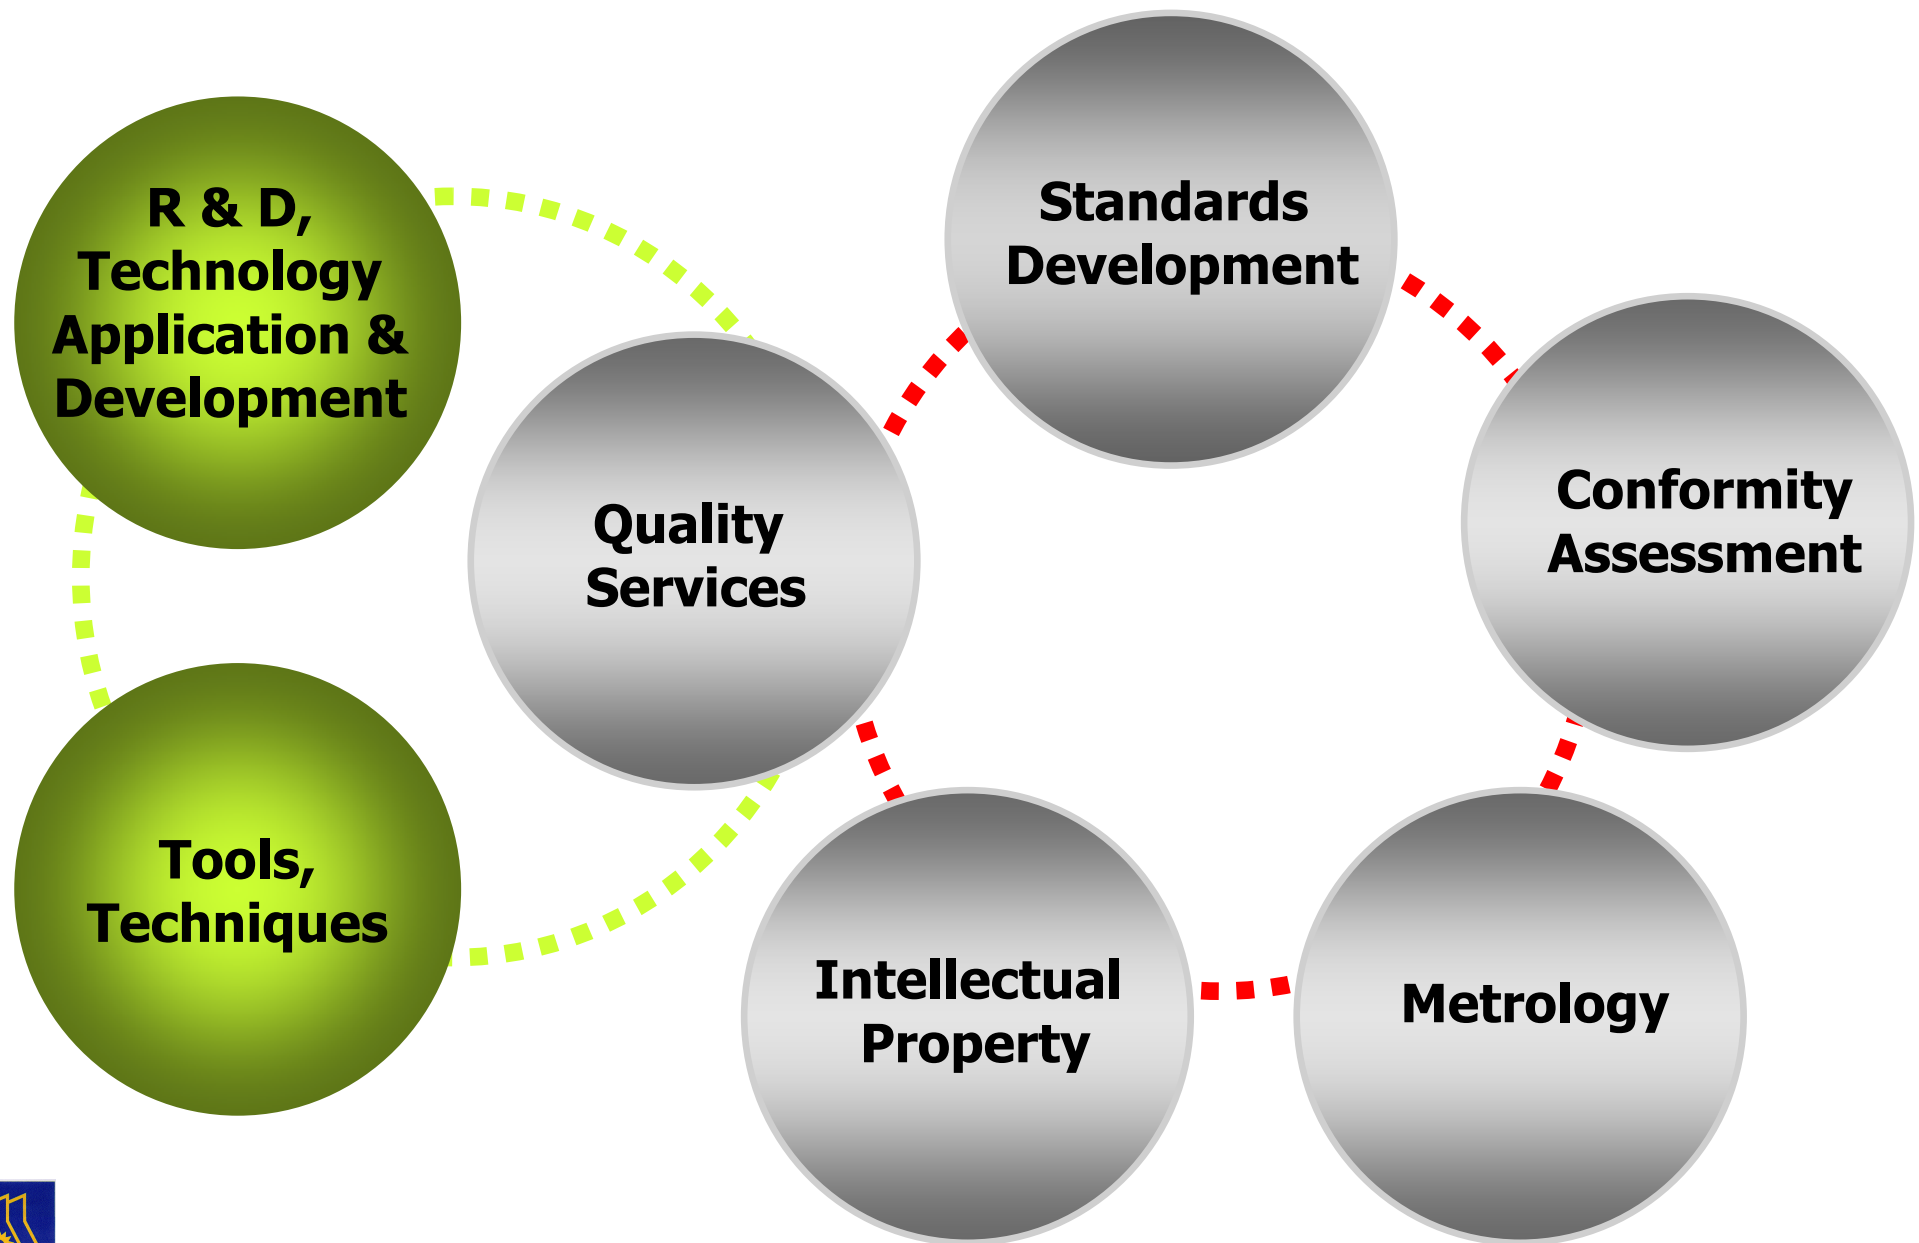 R & D,
Technology
Application &
Development
Standards
Development
Quality
Services
Conformity
Assessment
Tools,
Techniques
Intellectual
Property
Metrology